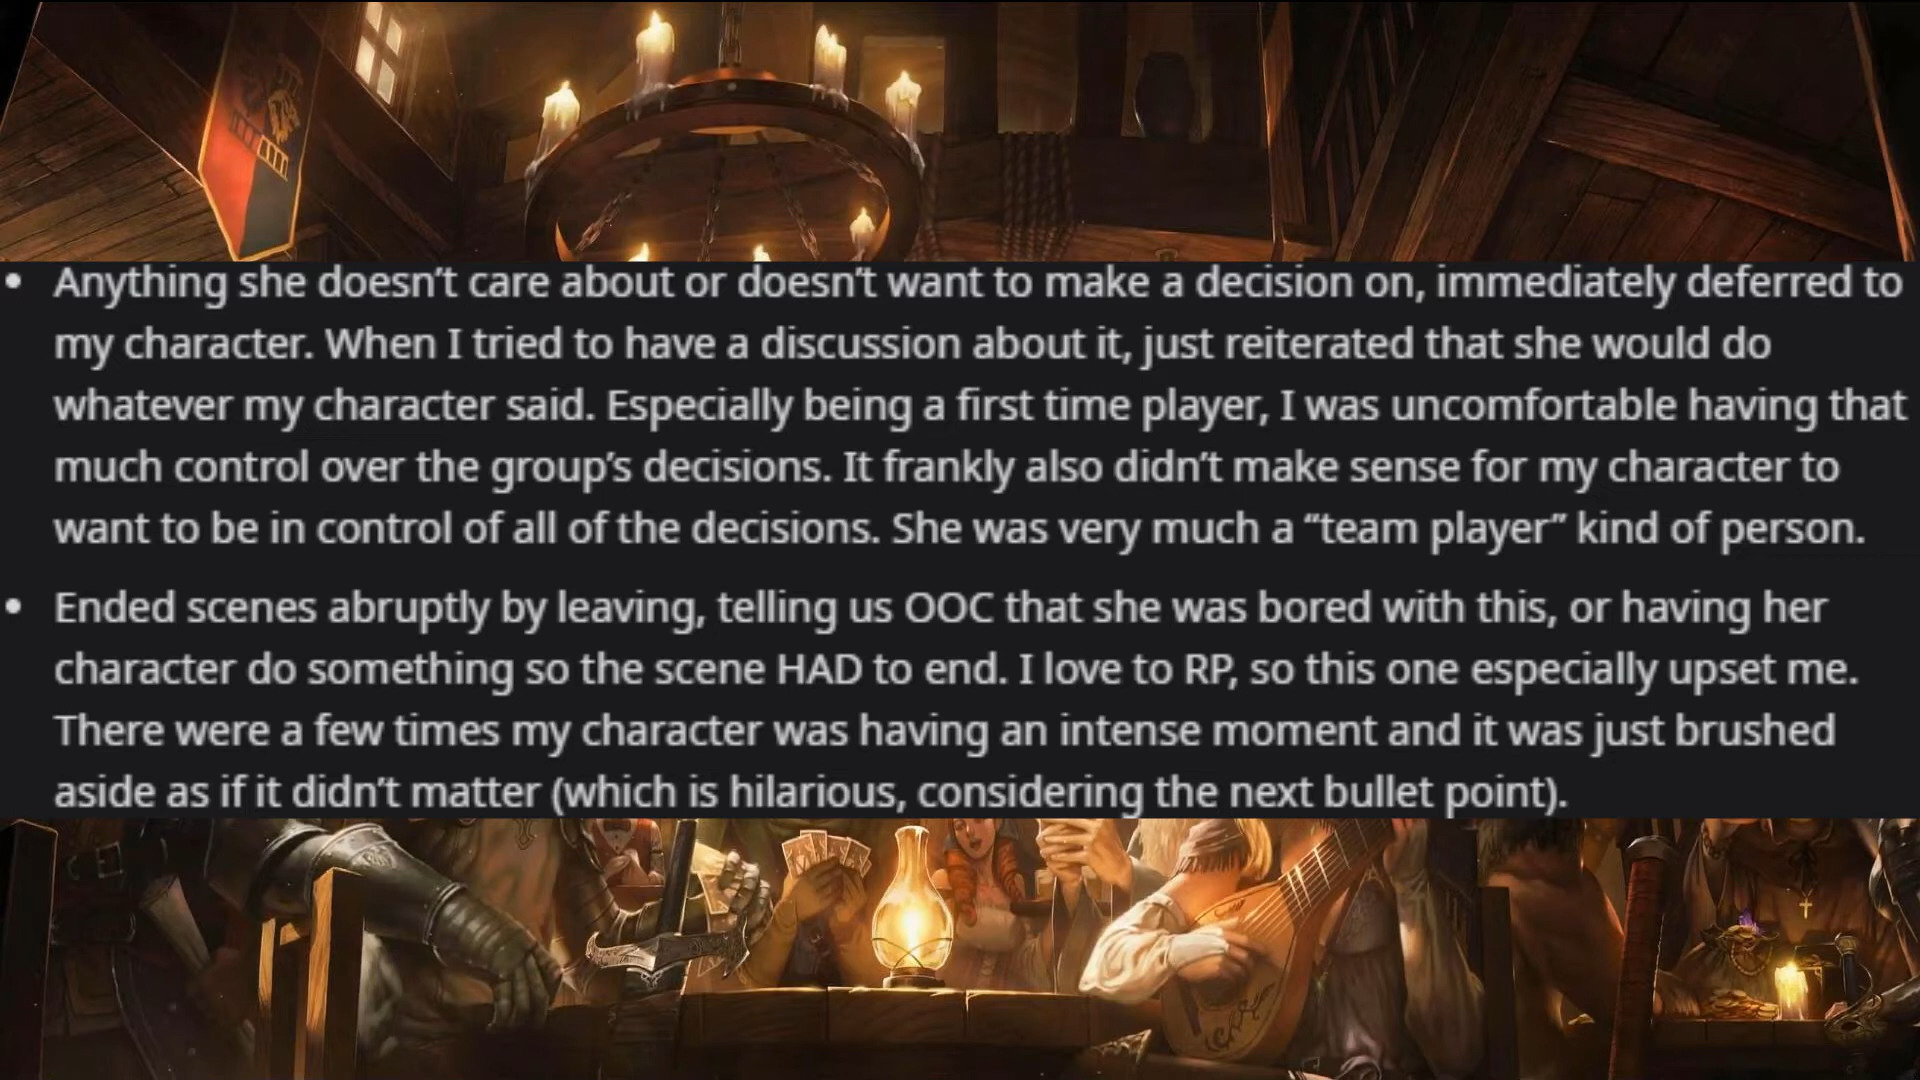 • Anything she doesn’t care about or doesn’t want to make a decision on, immediately deferred to
my character. When I tried to have a discussion about it, just reiterated that she would do
whatever my character said. Especially being a first time player, I was uncomfortable having that
much control over the group’s decisions. It frankly also didn’t make sense for my character to
want to be in control of all of the decisions. She was very much a “team player” kind of person.
• Ended scenes abruptly by leaving, telling us OOC that she was bored with this, or having her
character do something so the scene HAD to end. I love to RP, so this one especially upset me.
There were a few times my character was having an intense moment and it was just brushed
aside as if it didn’t matter (which is hilarious, considering the next bullet point).